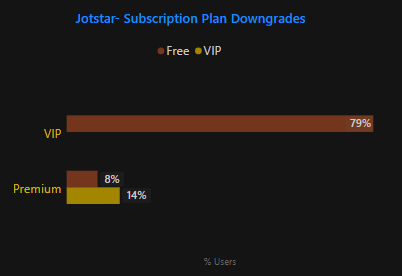 Jotstar- Subscription Plan Downgrades
Free VIP
VIP 79%
Premium 8%
14%
% Users